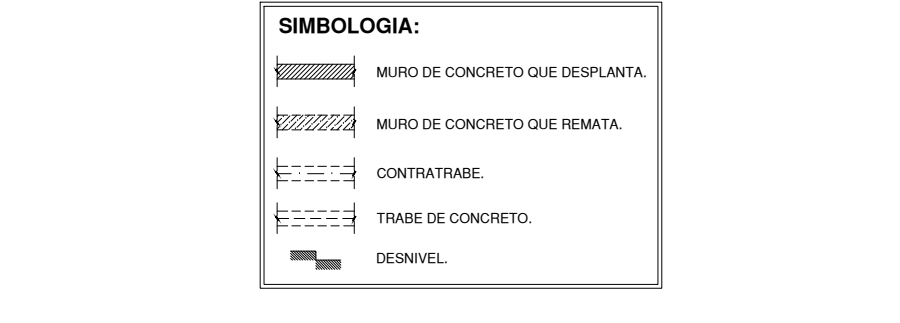 SIMBOLOGIA:
MURO DE CONCRETO QUE DESPLANTA.
MURO DE CONCRETO QUE REMATA.
CONTRATRABE.
TRABE DE CONCRETO.
DESNIVEL.